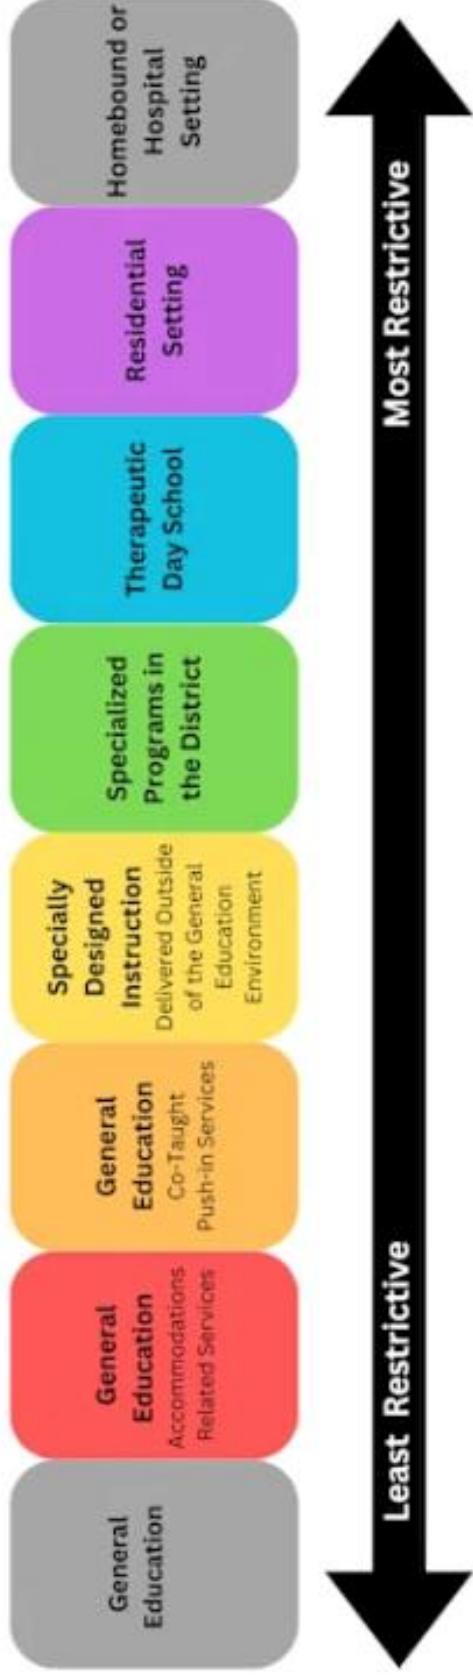 General
Education
General
Education
Accommodations
Related Services
General
Education
Co-Taught
Push-in Services
Specially
Designed
Instruction
Delivered Outside
of the General
Education
Environment
Specialized
Programs in
the District
Therapeutic
Day School
Residential
Setting
Homebound or
Hospital
Setting
Least Restrictive
Most Restrictive